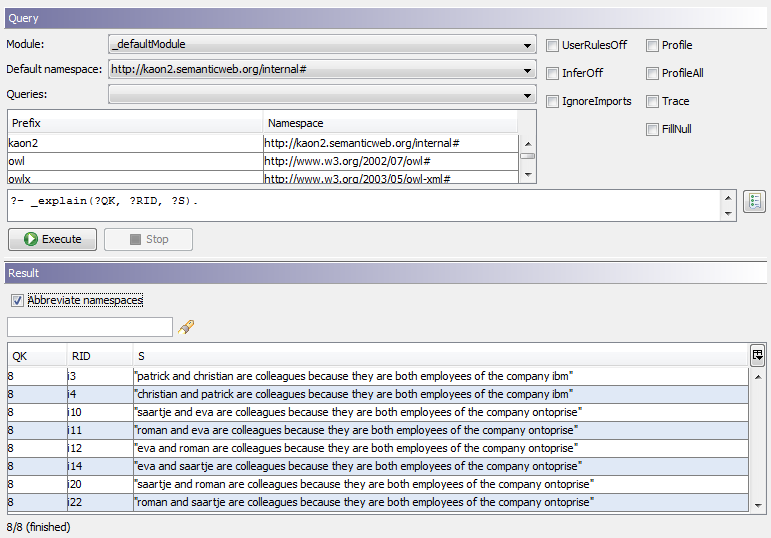 Query
Module: _defaultModule UserRulesOff Profile
Default namespace: http://kaon2.semanticweb.org/internal# InferOff ProfileAll
Queries: IgnoreImports Trace
FillNull
Prefix Namespace
kaon2 http://kaon2.semanticweb.org/internal#
owl http://www.w3.org/2002/07/owl#
owlx http://www.w3.org/2003/05/owl-xml#
?- _explain(?QK, ?RID, ?S).
Execute Stop
Result
Abbreviate namespaces
QK RID S
8 i3 "patrick and christian are colleagues because they are both employees of the company ibm"
8 i4 "christian and patrick are colleagues because they are both employees of the company ibm"
8 i10 "saartje and eva are colleagues because they are both employees of the company ontoprise"
8 i11 "roman and eva are colleagues because they are both employees of the company ontoprise"
8 i12 "eva and roman are colleagues because they are both employees of the company ontoprise"
8 i14 "eva and saartje are colleagues because they are both employees of the company ontoprise"
8 i20 "saartje and roman are colleagues because they are both employees of the company ontoprise"
8 i22 "roman and saartje are colleagues because they are both employees of the company ontoprise"
8/8 (finished)